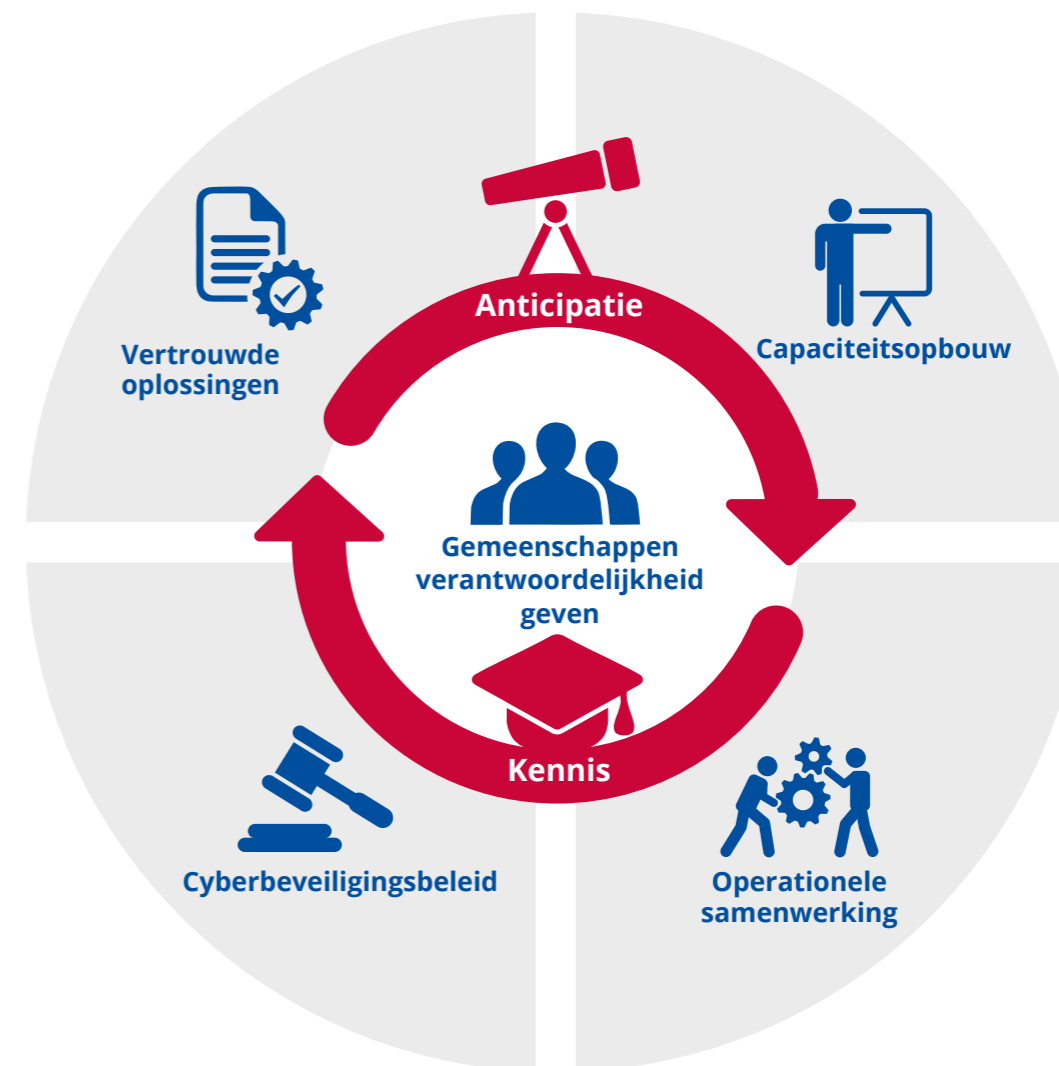 Anticipatie
Vertrouwde
oplossingen
Capaciteitsopbouw
Gemeenschappen
verantwoordelijkheid
geven
Kennis
Cyberbeveiligingsbeleid
Operationele
samenwerking